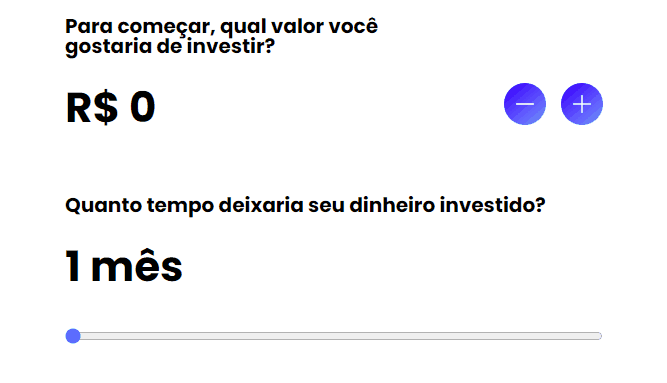 Para começar, qual valor você
gostaria de investir?
R$ 0
Quanto tempo deixaria seu dinheiro investido?
1 mês